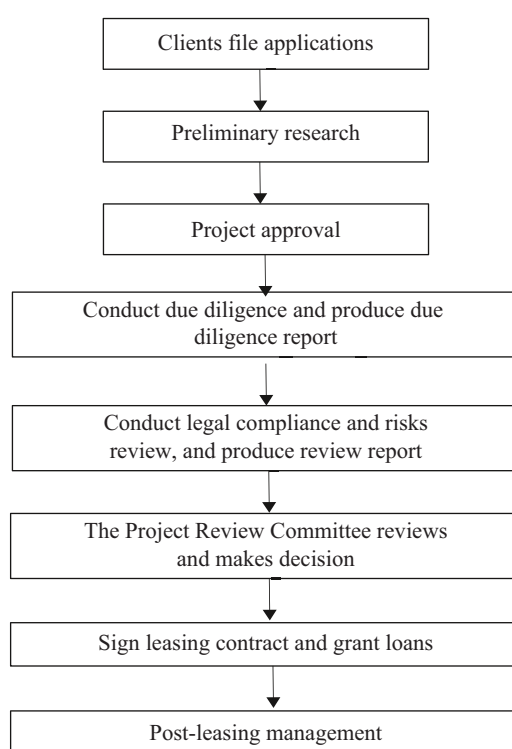 Clients file applications
Preliminary research
Project approval
Conduct due diligence and produce due
diligence report
Conduct legal compliance and risks
review, and produce review report
The Project Review Committee reviews
and makes decision
Sign leasing contract and grant loans
Post-leasing management